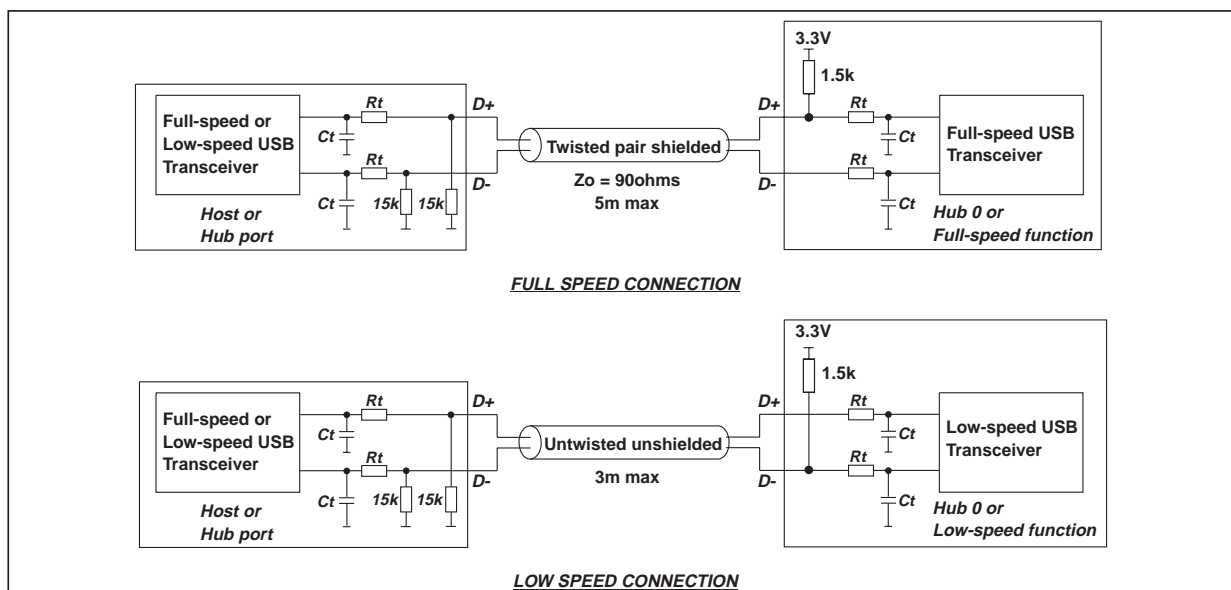 3.3V
1.5k
Rt
D+
D+
Rt
Full-speed or
Low-speed USB
Transceiver
Ct
Twisted pair shielded
Ct
Full-speed USB
Transceiver
Rt
D-
D-
Rt
Zo = 90ohms
5m max
Ct
15k
15k
Ct
Host or
Hub port
Hub 0 or
Full-speed function
FULL SPEED CONNECTION
3.3V
1.5k
Rt
D+
D+
Rt
Full-speed or
Low-speed USB
Transceiver
Ct
Untwisted unshielded
Ct
Low-speed USB
Transceiver
Rt
D-
D-
Rt
3m max
Ct
15k
15k
Ct
Host or
Hub port
Hub 0 or
Low-speed function
LOW SPEED CONNECTION